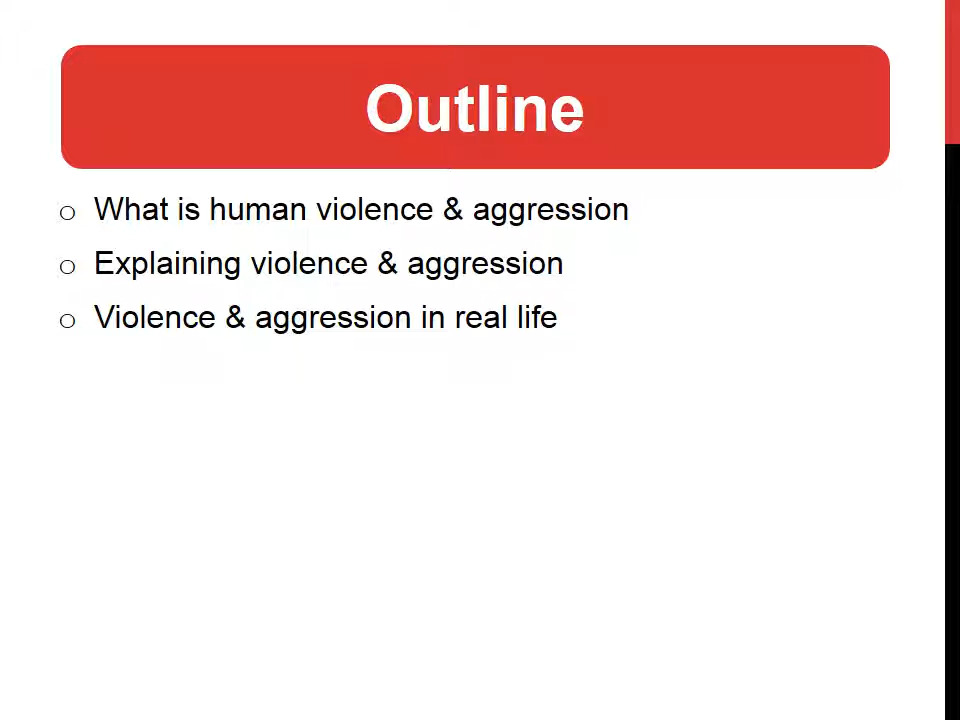 Outline
o What is human violence & aggression
o Explaining violence & aggression
o Violence & aggression in real life